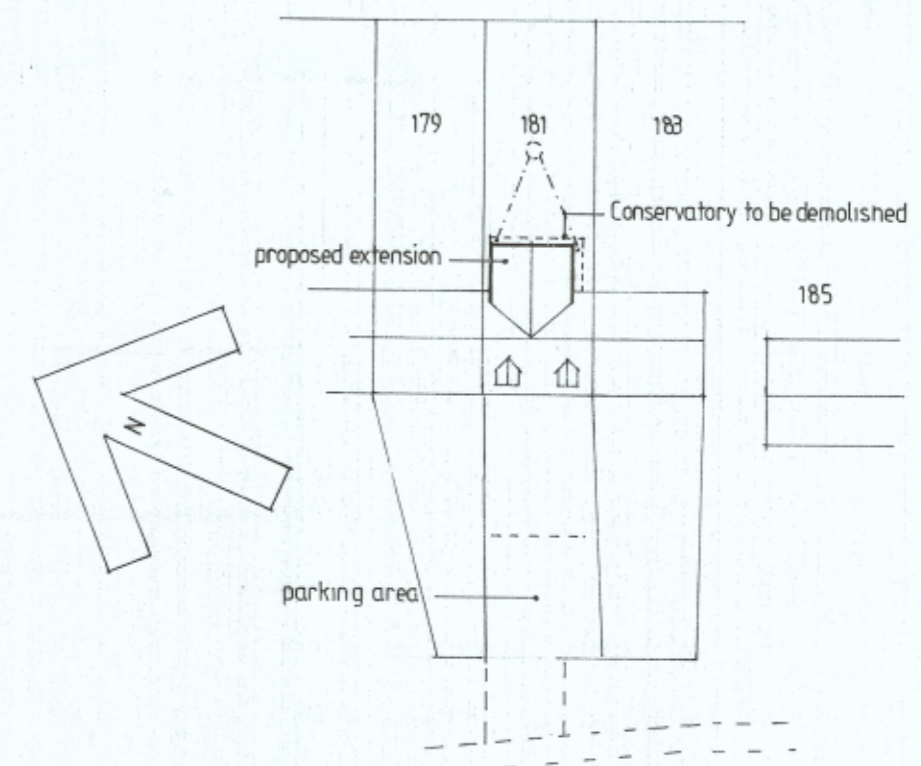 179
181
183
Conservatory to be demolished
proposed extension
185
N
parking area